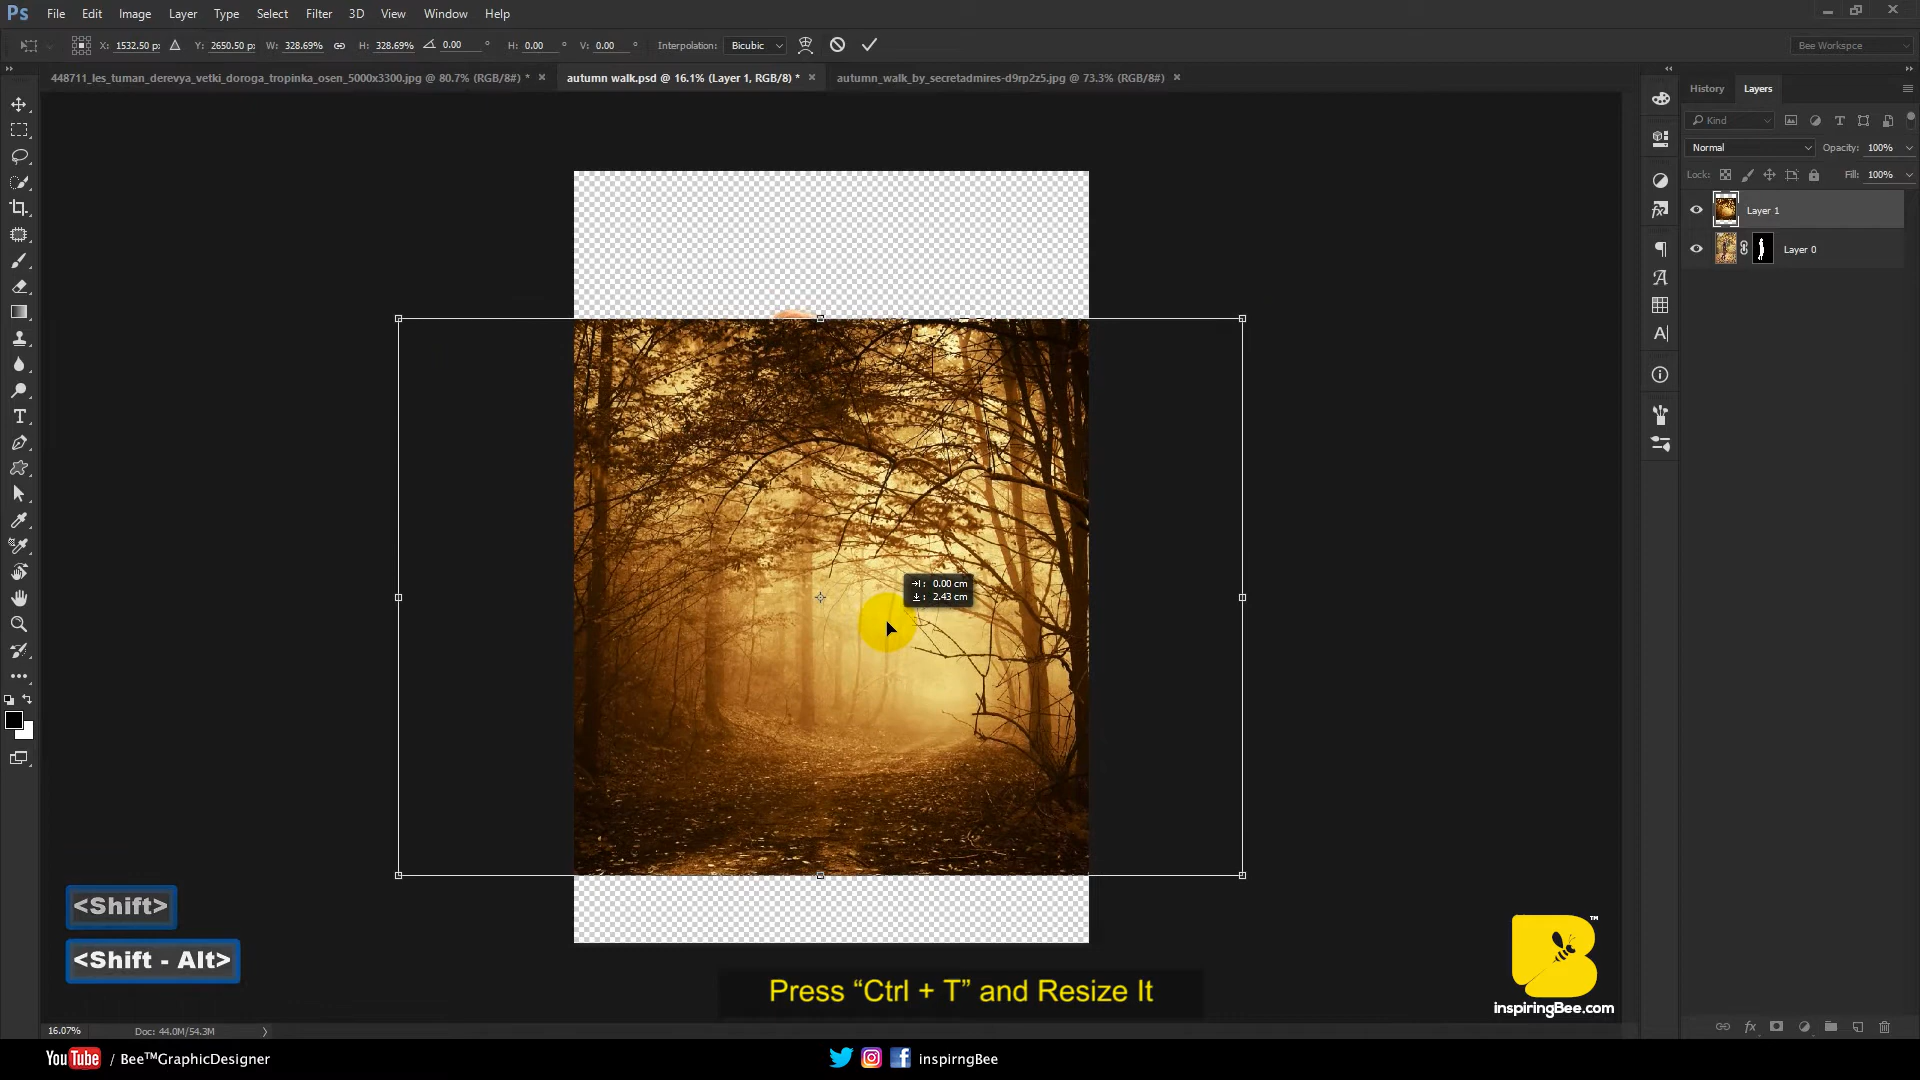 Ps File Edit Image Layer Type Select Filter 3D View Window Help
X: 1532.50 px Y: 2650.50 px W: 328.69% H: 328.69% 0.00 ° H: 0.00 ° V: 0.00 ° Interpolation: Bicubic Bee Workspce
448711_les_tuman_derevya_vetki_doroga_tropinka_osen_5000x3300.jpg @ 80.7% (RGB/8#) * × autumn walk.psd @ 16.1% (Layer 1, RGB/8) * × autumn_walk_by_secretadmires-d9rp2z5.jpg @ 73.3% (RGB/8#) ×
History Layers
Kind
Normal Opacity: 100%
Lock: Fill: 100%
Layer 1
Layer 0
0.00 cm
2.43 cm
<Shift>
<Shift - Alt>
Press “Ctrl + T” and Resize It
B™
inspiringBee.com
16.07% Doc: 44.0M/54.3M
YouTube / Bee™GraphicDesigner inspirngBee